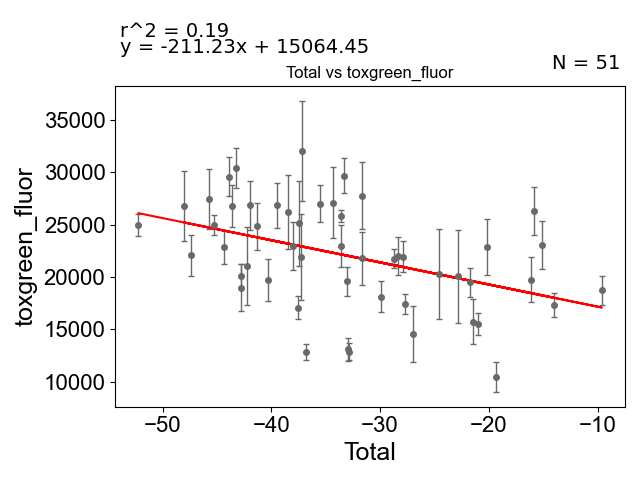 r^2 = 0.19
y = -211.23x + 15064.45
N = 51
Total vs toxgreen_fluor
toxgreen_fluor
35000
30000
25000
20000
15000
10000
−50 −40 −30 −20 −10
Total